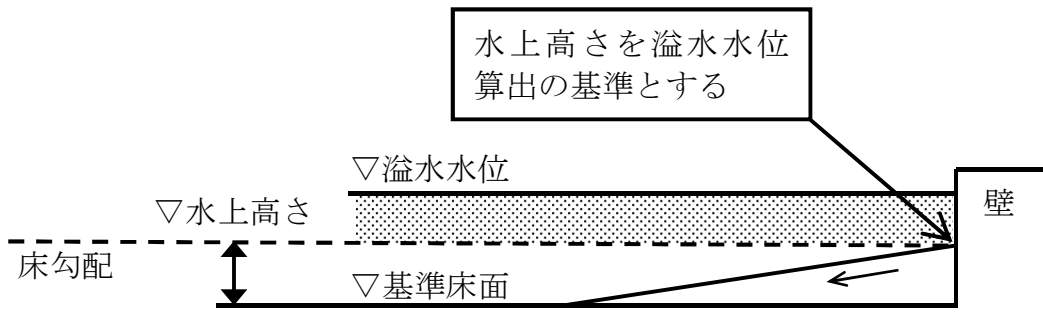 水上高さを溢水水位
算出の基準とする
▽溢水水位
壁
▽水上高さ
床勾配
▽基準床面